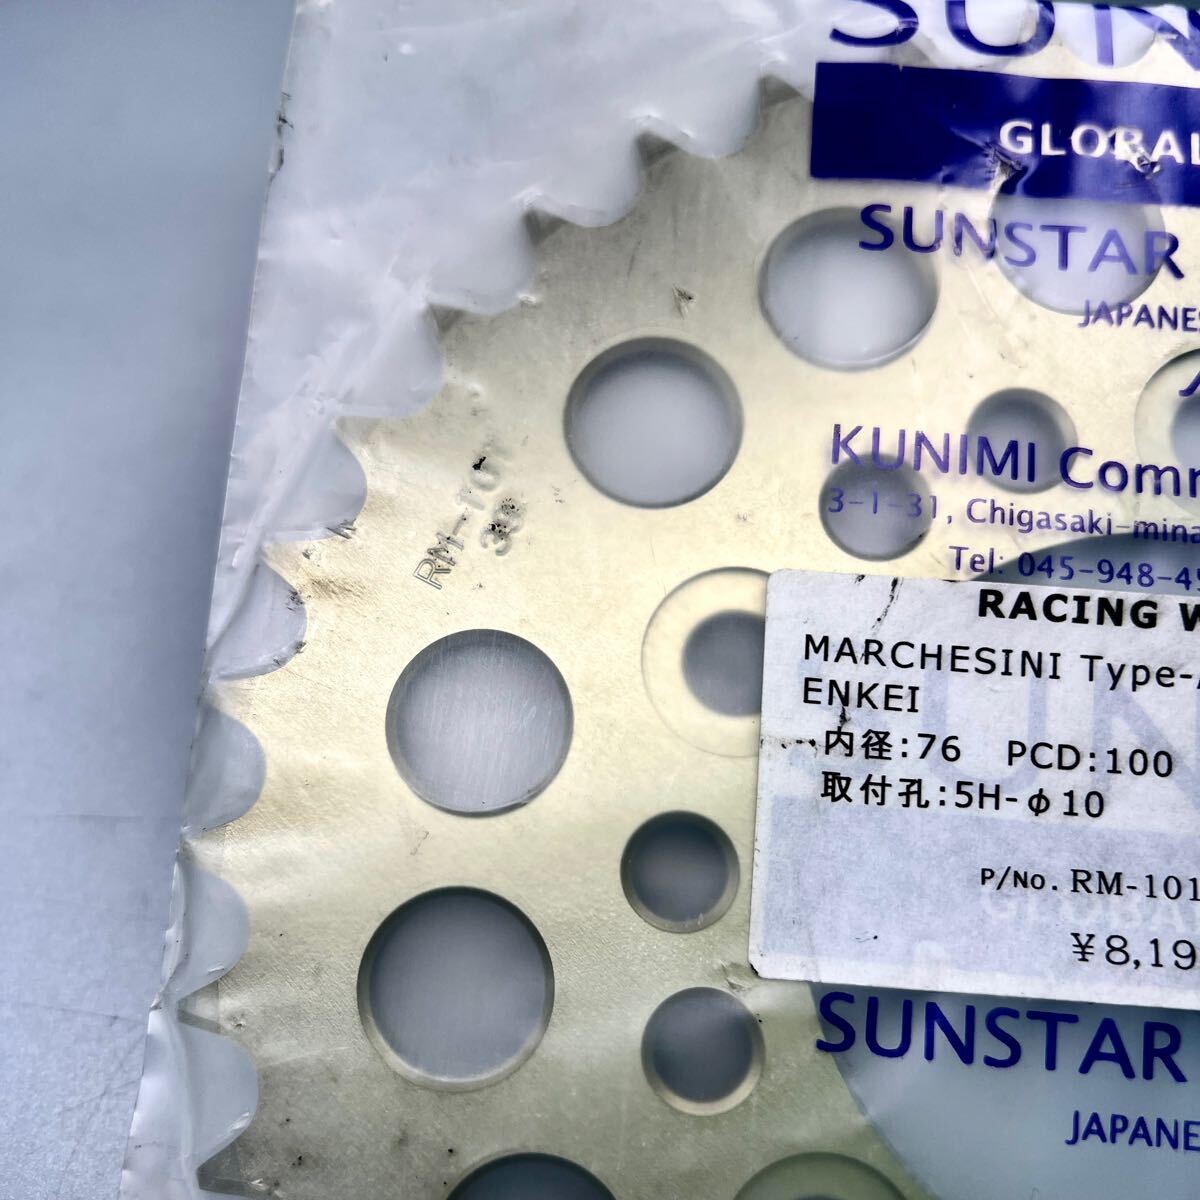 SUN
GLOBAL
SUNSTAR
JAPANES
KUNIMI Comm
3-1-31, Chigasaki-mina
Tel: 045-948-4
RM-101
RACING W
MARCHESINI Type-A
ENKEI
内径:76 PCD:100
取付孔:5H-φ10
P/No. RM-101
¥8,19
SUNSTAR
JAPANE